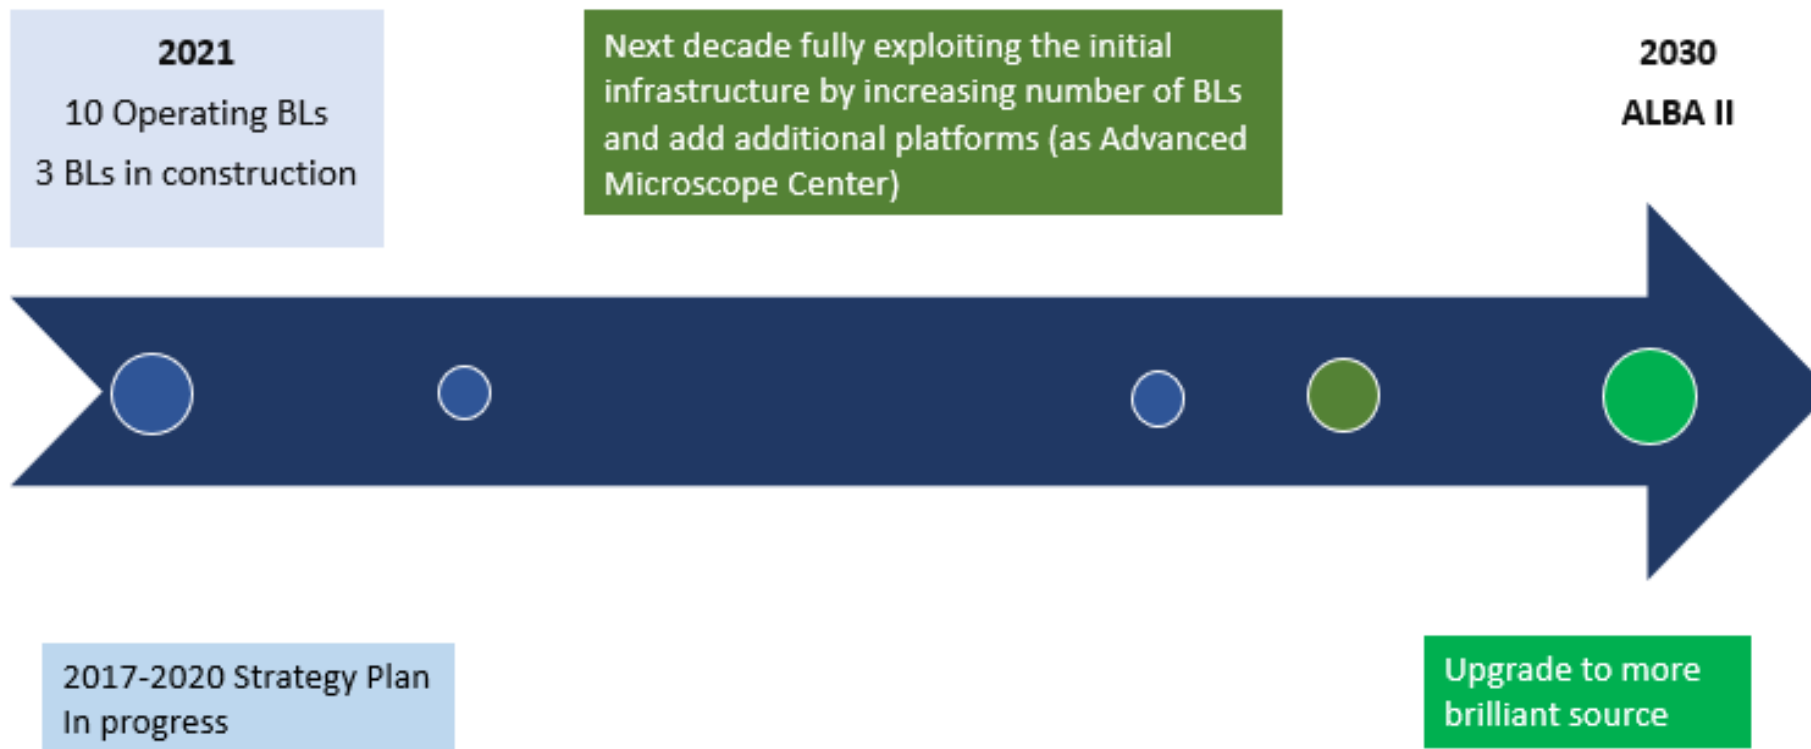 2021
10 Operating BLs
3 BLs in construction
Next decade fully exploiting the initial
infrastructure by increasing number of BLs
and add additional platforms (as Advanced
Microscope Center)
2030
ALBA II
2017-2020 Strategy Plan
In progress
Upgrade to more
brilliant source